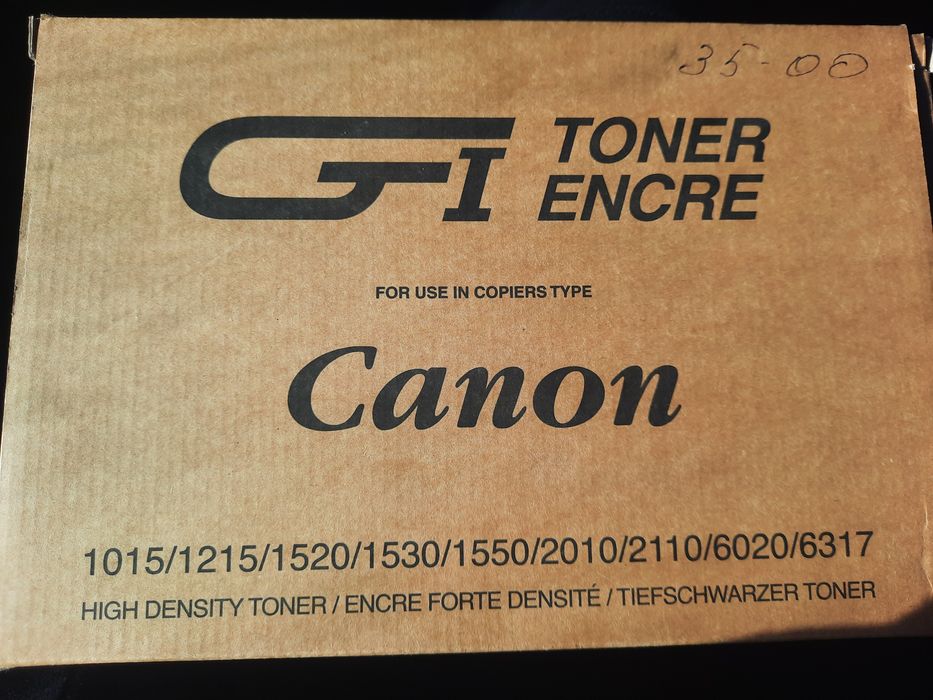 35-00
GFI TONER
ENCRE
FOR USE IN COPIERS TYPE
Canon
1015/1215/1520/1530/1550/2010/2110/6020/6317
HIGH DENSITY TONER / ENCRE FORTE DENSITÉ / TIEFSCHWARZER TONER